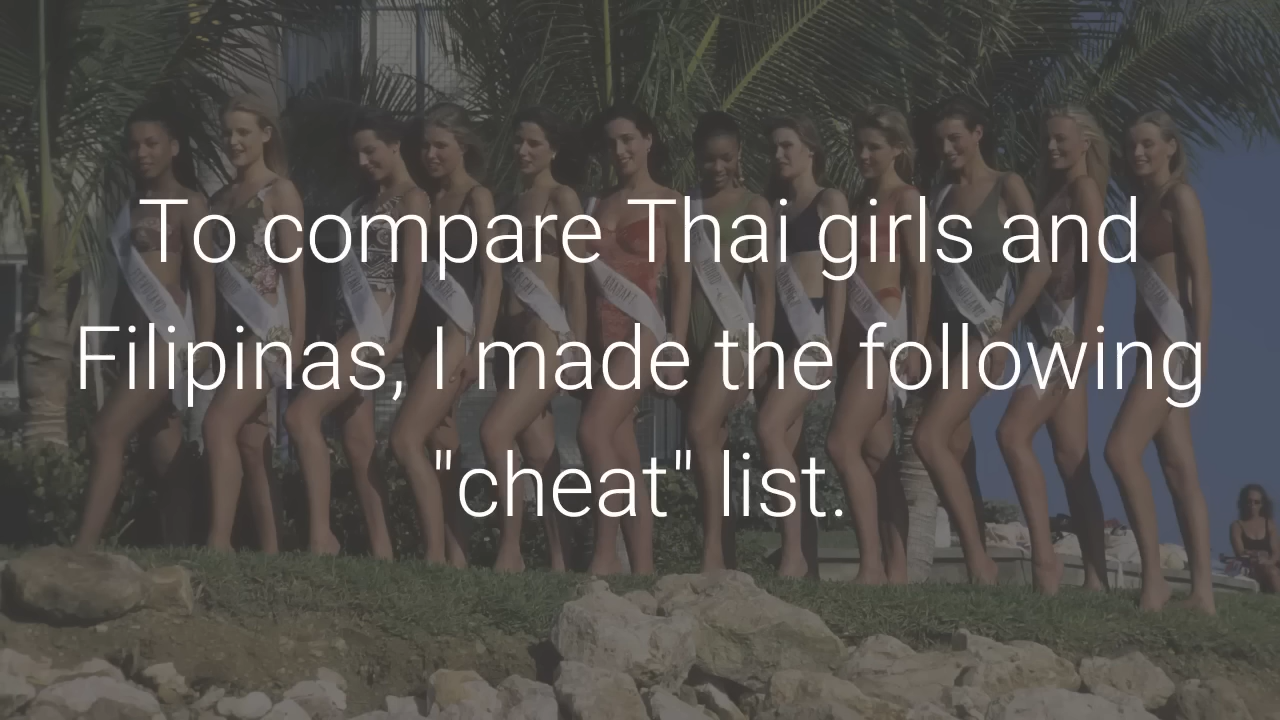 To compare Thai girls and
Filipinas, I made the following
"cheat" list.